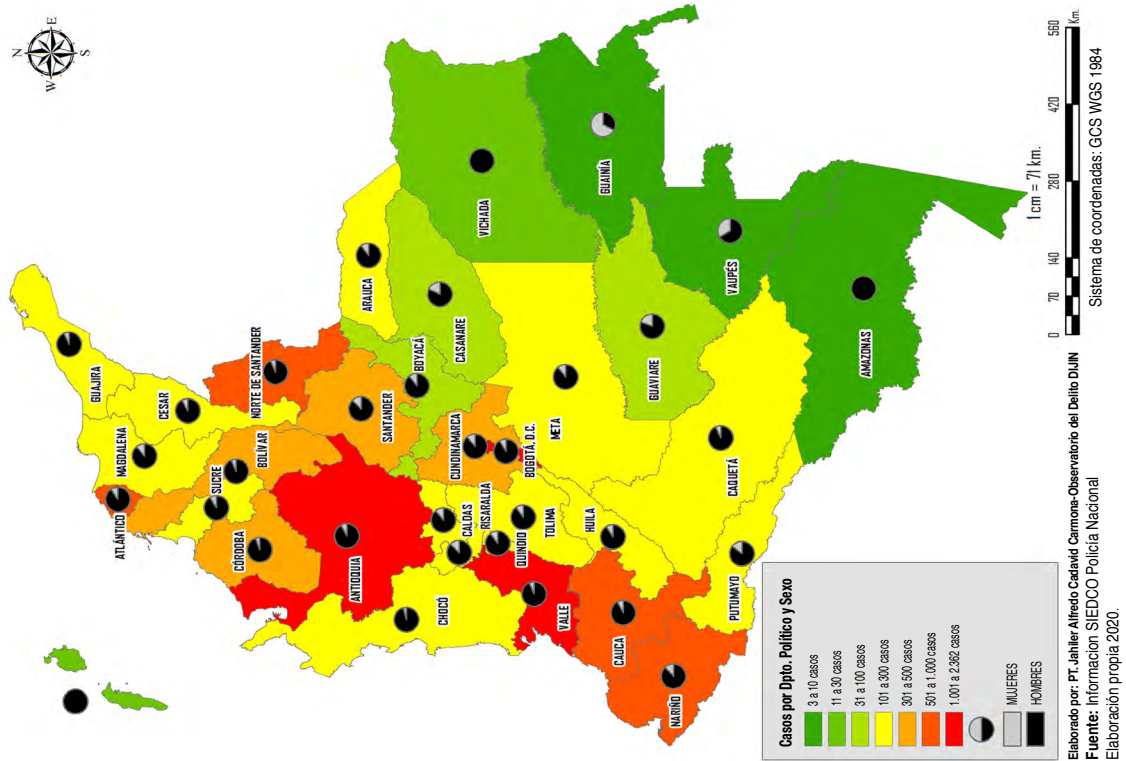 N
W
E
S
GUAJIRA
MAGDALENA
CESAR
ATLÁNTICO
SUCRE
BOLÍVAR
NORTE DE SANTANDER
CÓRDOBA
ARAUCA
SANTANDER
ANTIOQUIA
BOYACÁ
CASANARE
VICHADA
CUNDINAMARCA
BOGOTÁ, D.C.
CHOCÓ
CALDAS
RISARALDA
QUINDIO
TOLIMA
META
GUAINÍA
VALLE
HUILA
GUAVIARE
CAUCA
VAUPÉS
CAQUETÁ
NARIÑO
PUTUMAYO
AMAZONAS
Casos por Dpto. Político y Sexo
3 a 10 casos
11 a 30 casos
31 a 100 casos
101 a 300 casos
301 a 500 casos
501 a 1.000 casos
1.001 a 2.362 casos
MUJERES
HOMBRES
1 cm = 71 km.
0 70 140 280 420 560
Km.
Sistema de coordenadas: GCS WGS 1984
Elaborado por: PT. Jahiler Alfredo Cadavid Carmona-Observatorio del Delito DIJIN
Fuente: Información SIEDCO Policía Nacional
Elaboración propia 2020.